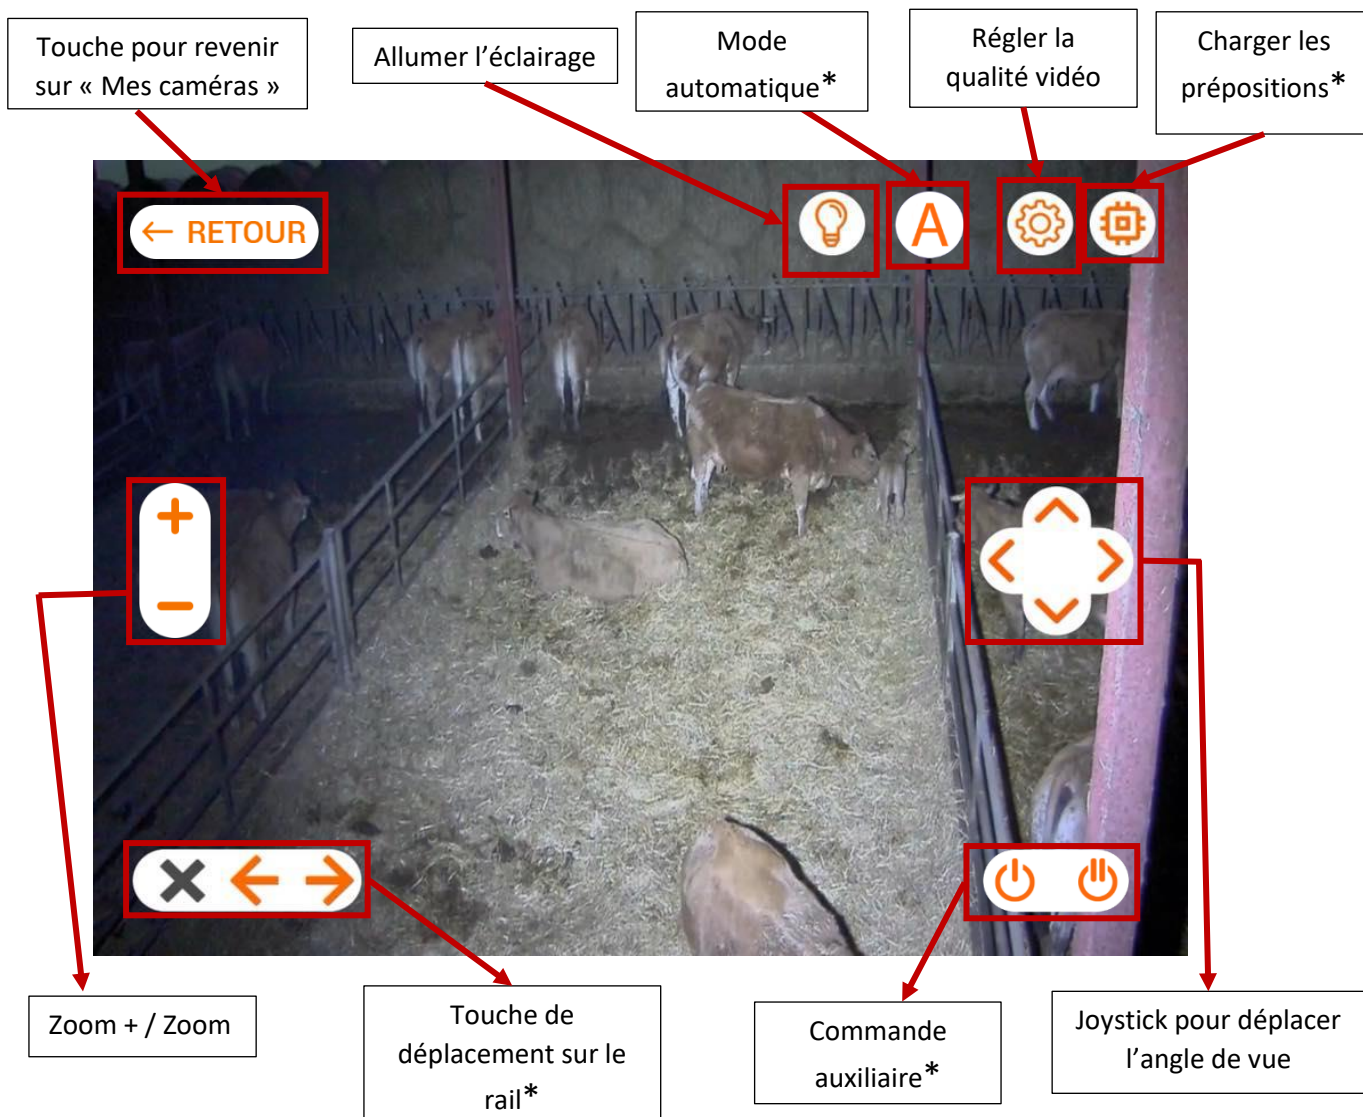 Touche pour revenir
sur « Mes caméras »
Allumer l’éclairage
Mode
automatique*
Régler la
qualité vidéo
Charger les
prépositions*
← RETOUR
A
Zoom + / Zoom
Touche de
déplacement sur le
rail*
Commande
auxiliaire*
Joystick pour déplacer
l’angle de vue